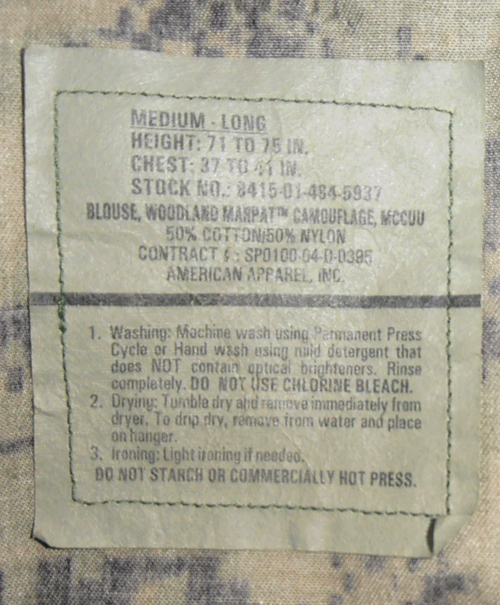 MEDIUM - LONG
HEIGHT: 71 TO 75 IN.
CHEST: 37 TO 41 IN.
STOCK NO.: 8415-01-484-5937
BLOUSE, WOODLAND MARPAT™ CAMOUFLAGE, MCCUU
50% COTTON/50% NYLON
CONTRACT #: SP0100-04-D-0395
AMERICAN APPAREL, INC.
1. Washing: Machine wash using Permanent Press
Cycle or Hand wash using mild detergent that
does NOT contain optical brighteners. Rinse
completely. DO NOT USE CHLORINE BLEACH.
2. Drying: Tumble dry and remove immediately from
dryer. To drip dry, remove from water and place
on hanger.
3. Ironing: Light ironing if needed.
DO NOT STARCH OR COMMERCIALLY HOT PRESS.